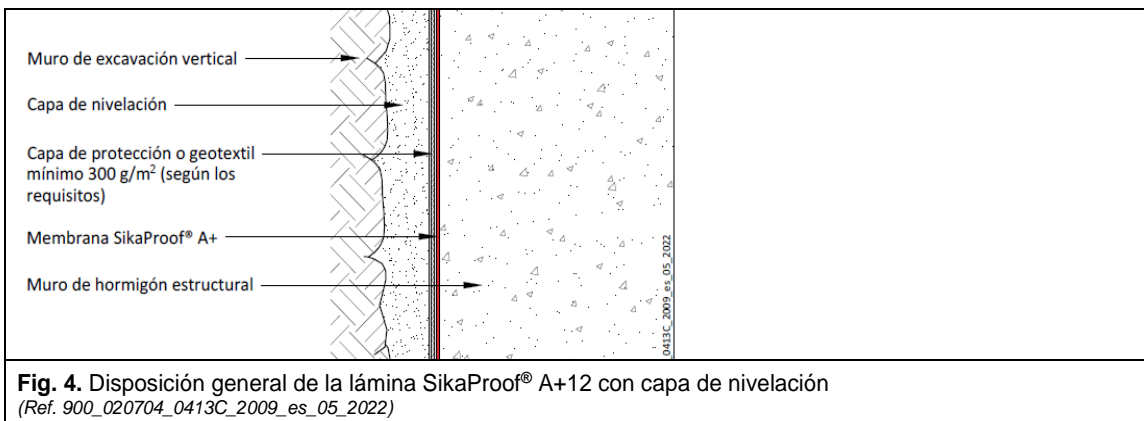 Muro de excavación vertical
Capa de nivelación
Capa de protección o geotextil
mínimo 300 g/m² (según los
requisitos)
Membrana SikaProof® A+
Muro de hormigón estructural
_0413C_2009_es_05_2022
Fig. 4. Disposición general de la lámina SikaProof® A+12 con capa de nivelación
(Ref. 900_020704_0413C_2009_es_05_2022)